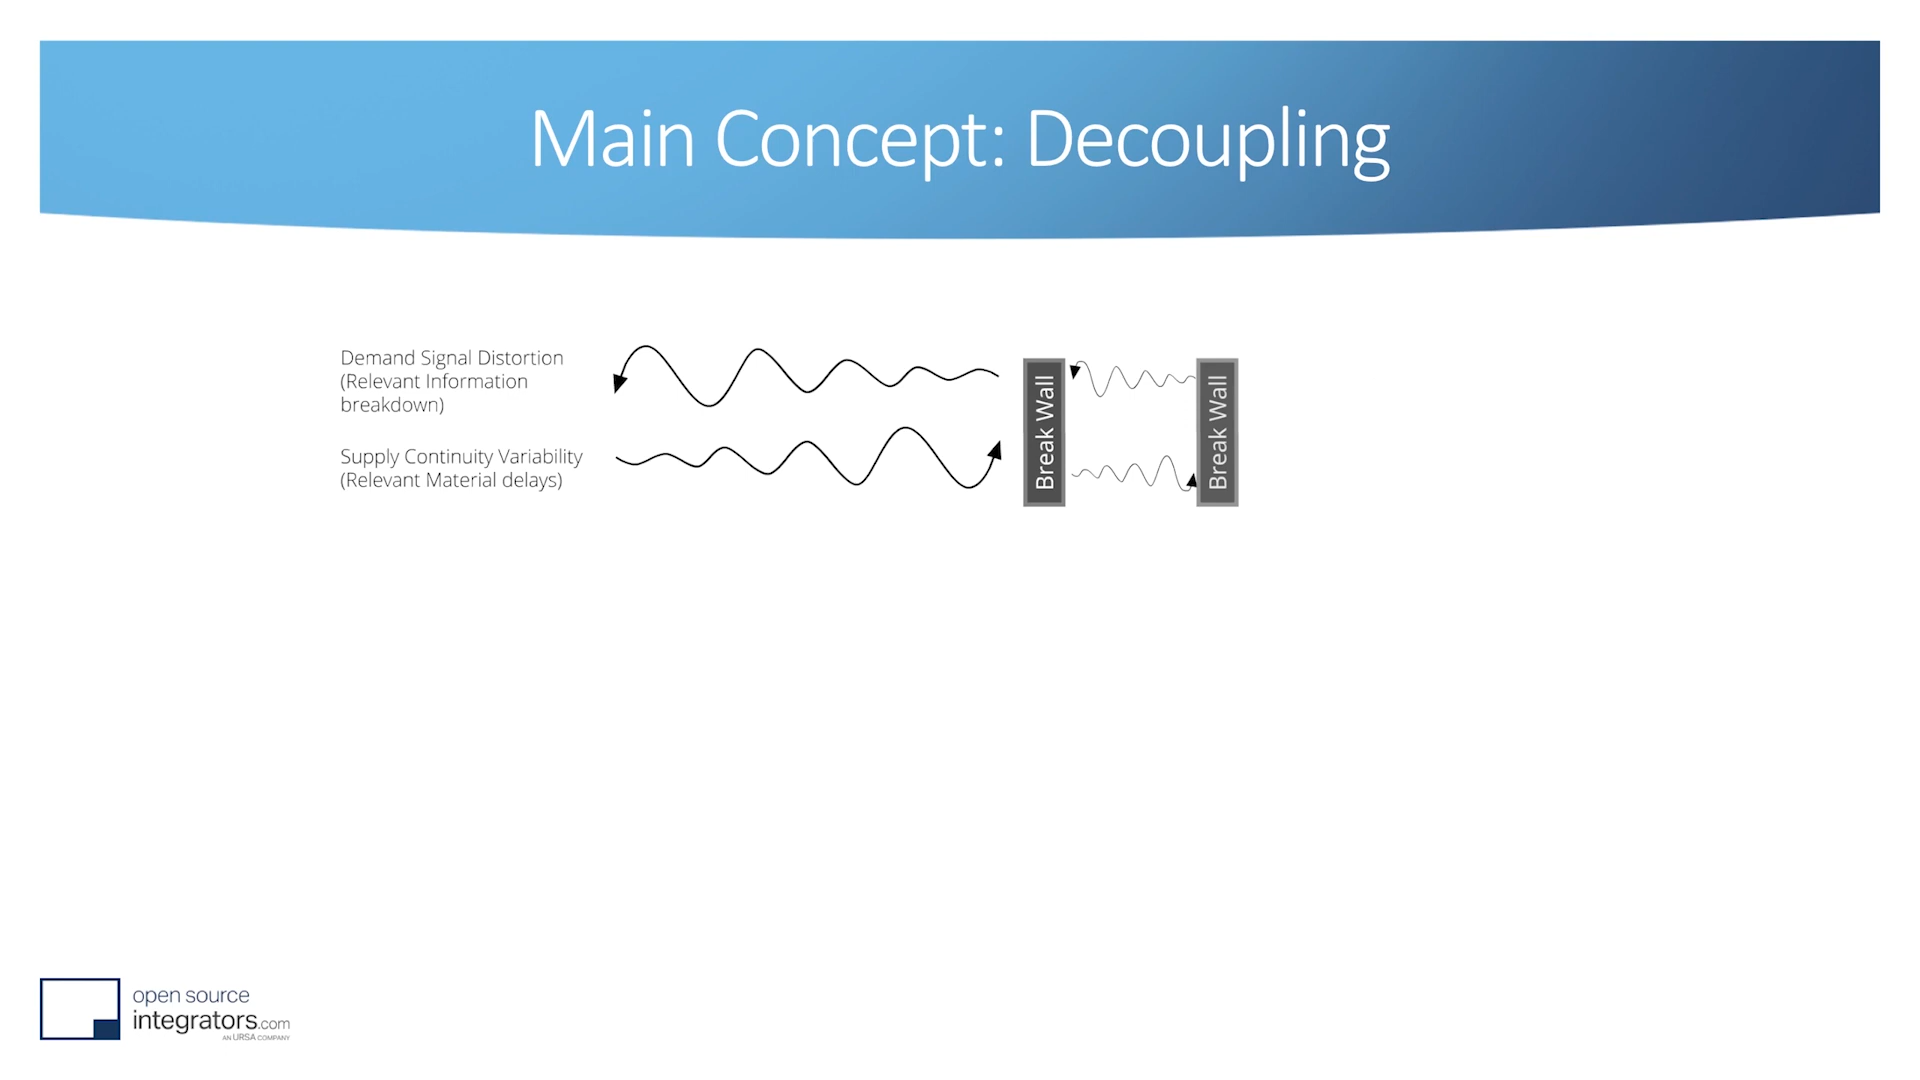 Main Concept: Decoupling
Demand Signal Distortion
(Relevant Information
breakdown)
Supply Continuity Variability
(Relevant Material delays)
Break Wall
Break Wall
open source
integrators.com
AN URSA COMPANY